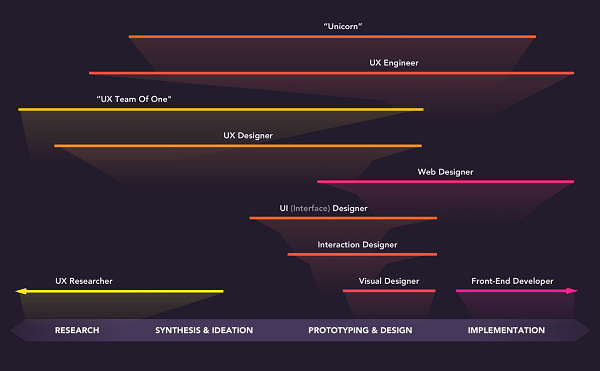 “Unicorn”
UX Engineer
“UX Team Of One"
UX Designer
Web Designer
UI (Interface) Designer
Interaction Designer
UX Researcher
Visual Designer
Front-End Developer
RESEARCH
SYNTHESIS & IDEATION
PROTOTYPING & DESIGN
IMPLEMENTATION